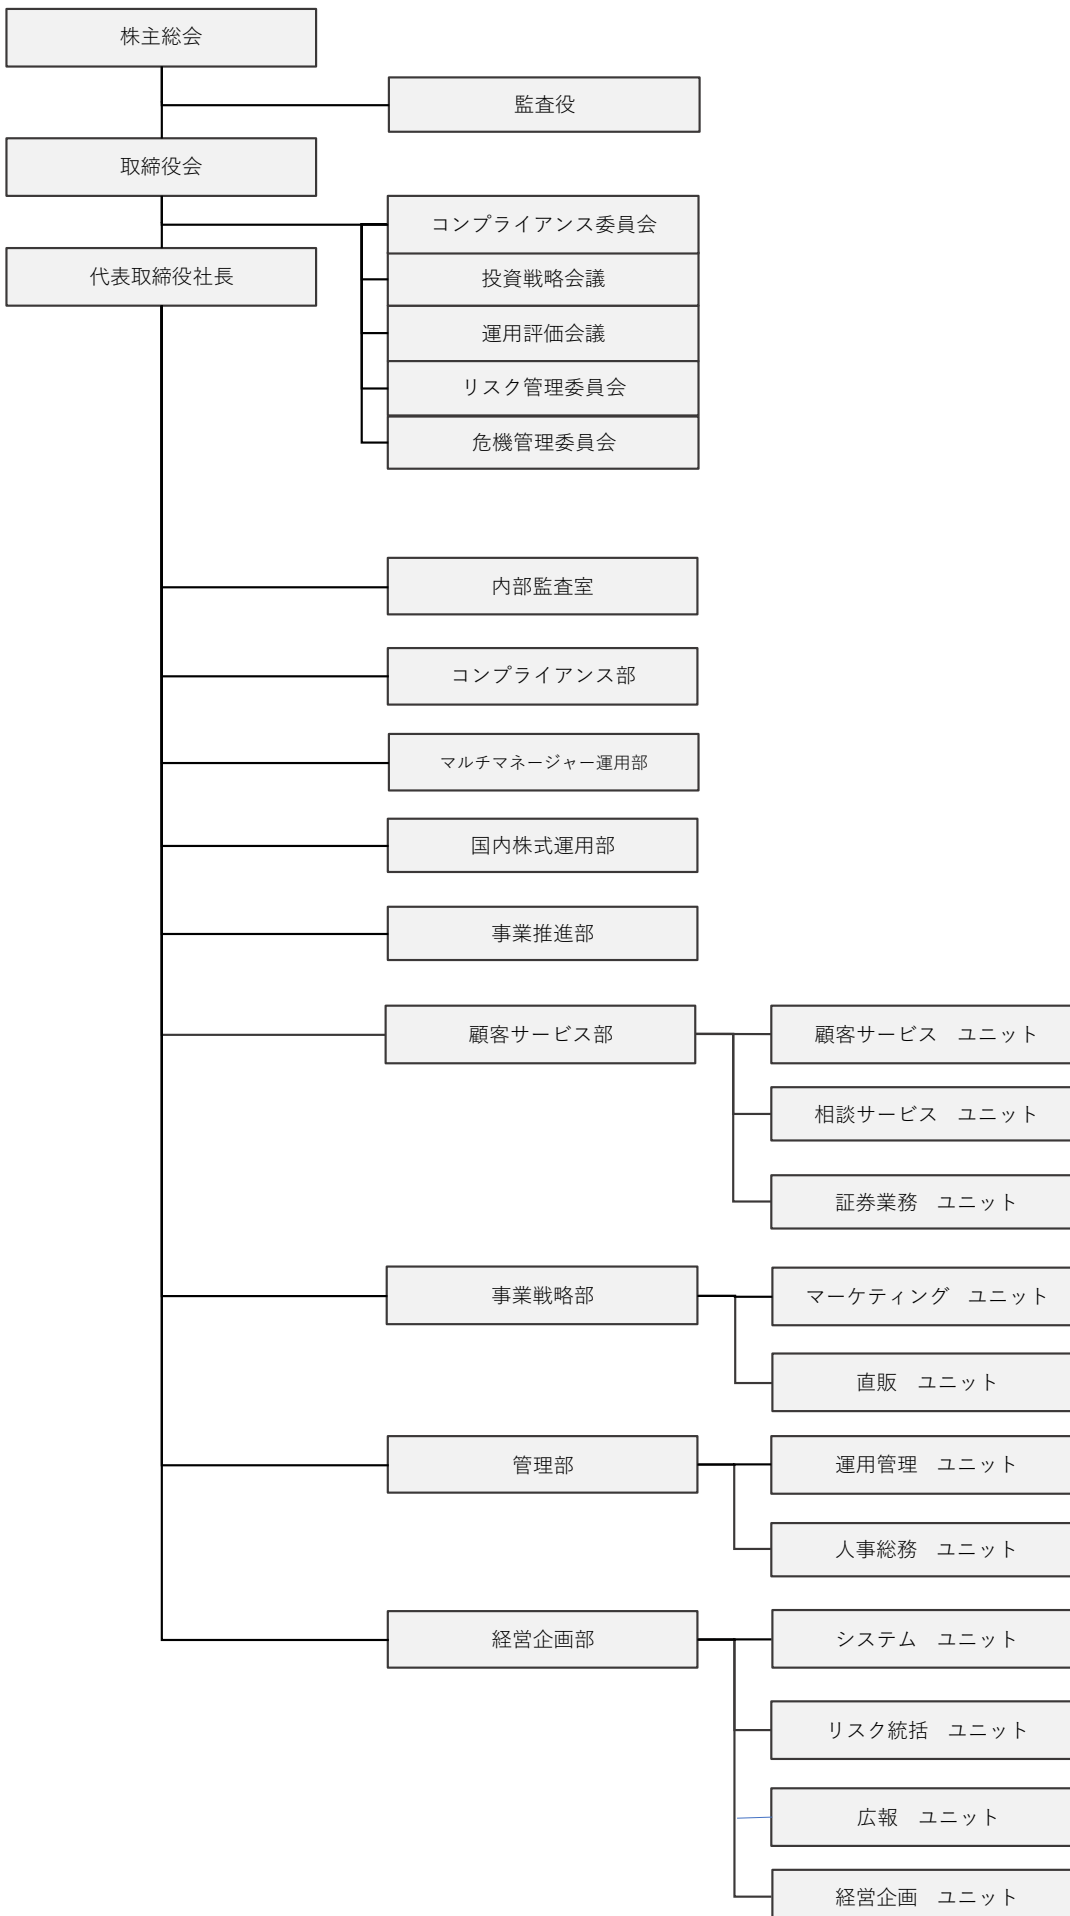 株主総会
監査役
取締役会
コンプライアンス委員会
代表取締役社長
投資戦略会議
運用評価会議
リスク管理委員会
危機管理委員会
内部監査室
コンプライアンス部
マルチマネージャー運用部
国内株式運用部
事業推進部
顧客サービス部
顧客サービス　ユニット
相談サービス　ユニット
証券業務　ユニット
事業戦略部
マーケティング　ユニット
直販　ユニット
管理部
運用管理　ユニット
人事総務　ユニット
経営企画部
システム　ユニット
リスク統括　ユニット
広報　ユニット
経営企画　ユニット